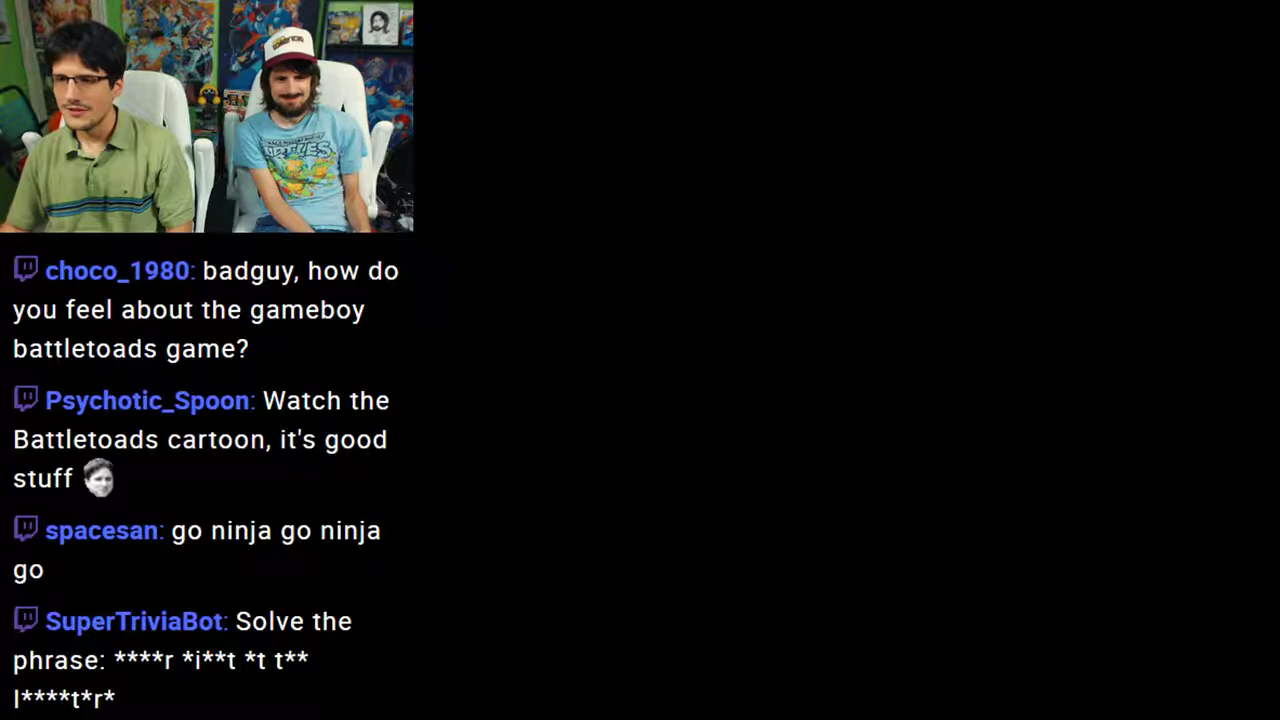 TURTLES
choco_1980: badguy, how do
you feel about the gameboy
battletoads game?
Psychotic_Spoon: Watch the
Battletoads cartoon, it's good
stuff
spacesan: go ninja go ninja
go
SuperTriviaBot: Solve the
phrase: ****r *i**t *t t**
l****t*r*